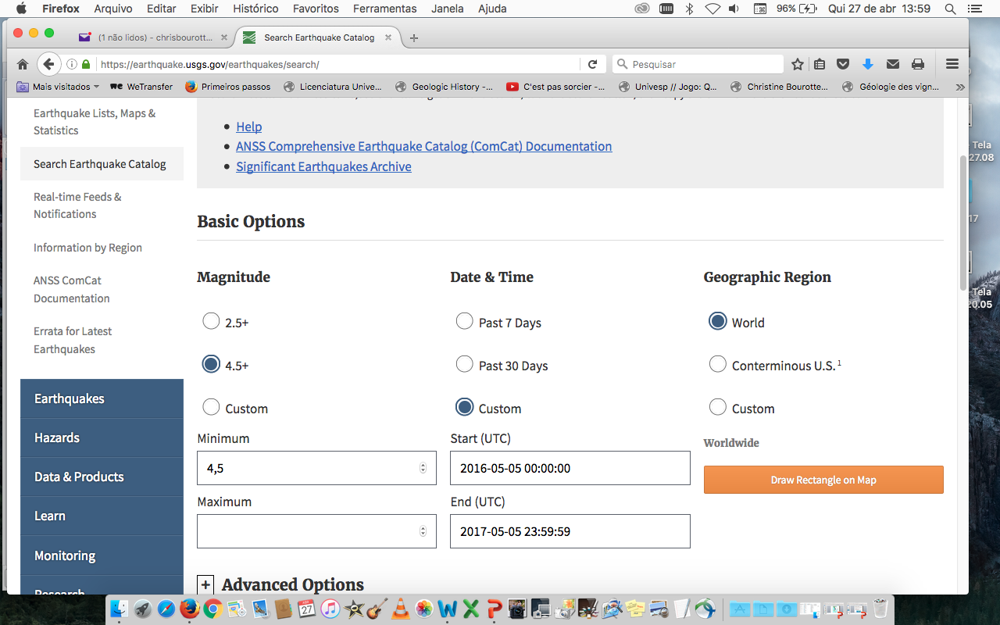 Firefox Arquivo Editar Exibir Histórico Favoritos Ferramentas Janela Ajuda 96% Qui 27 de abr 13:59
(1 não lidos) - chrisbourott... Search Earthquake Catalog
https://earthquake.usgs.gov/earthquakes/search/ Pesquisar
Mais visitados WeTransfer Primeiros passos Licenciatura Unive... Geologic History -... C'est pas sorcier -... Univesp // Jogo: Q... Christine Bourotte... Géologie des vign...
Earthquake Lists, Maps &
Statistics
Search Earthquake Catalog
Real-time Feeds &
Notifications
Information by Region
ANSS ComCat
Documentation
Errata for Latest
Earthquakes
Earthquakes
Hazards
Data & Products
Learn
Monitoring
Research
Help
ANSS Comprehensive Earthquake Catalog (ComCat) Documentation
Significant Earthquakes Archive
Basic Options
Magnitude
2.5+
4.5+
Custom
Minimum
4,5
Maximum
Date & Time
Past 7 Days
Past 30 Days
Custom
Start (UTC)
2016-05-05 00:00:00
End (UTC)
2017-05-05 23:59:59
Geographic Region
World
Conterminous U.S.1
Custom
Worldwide
Draw Rectangle on Map
+ Advanced Options
Tela
27.08
17
Tela
20.05
27